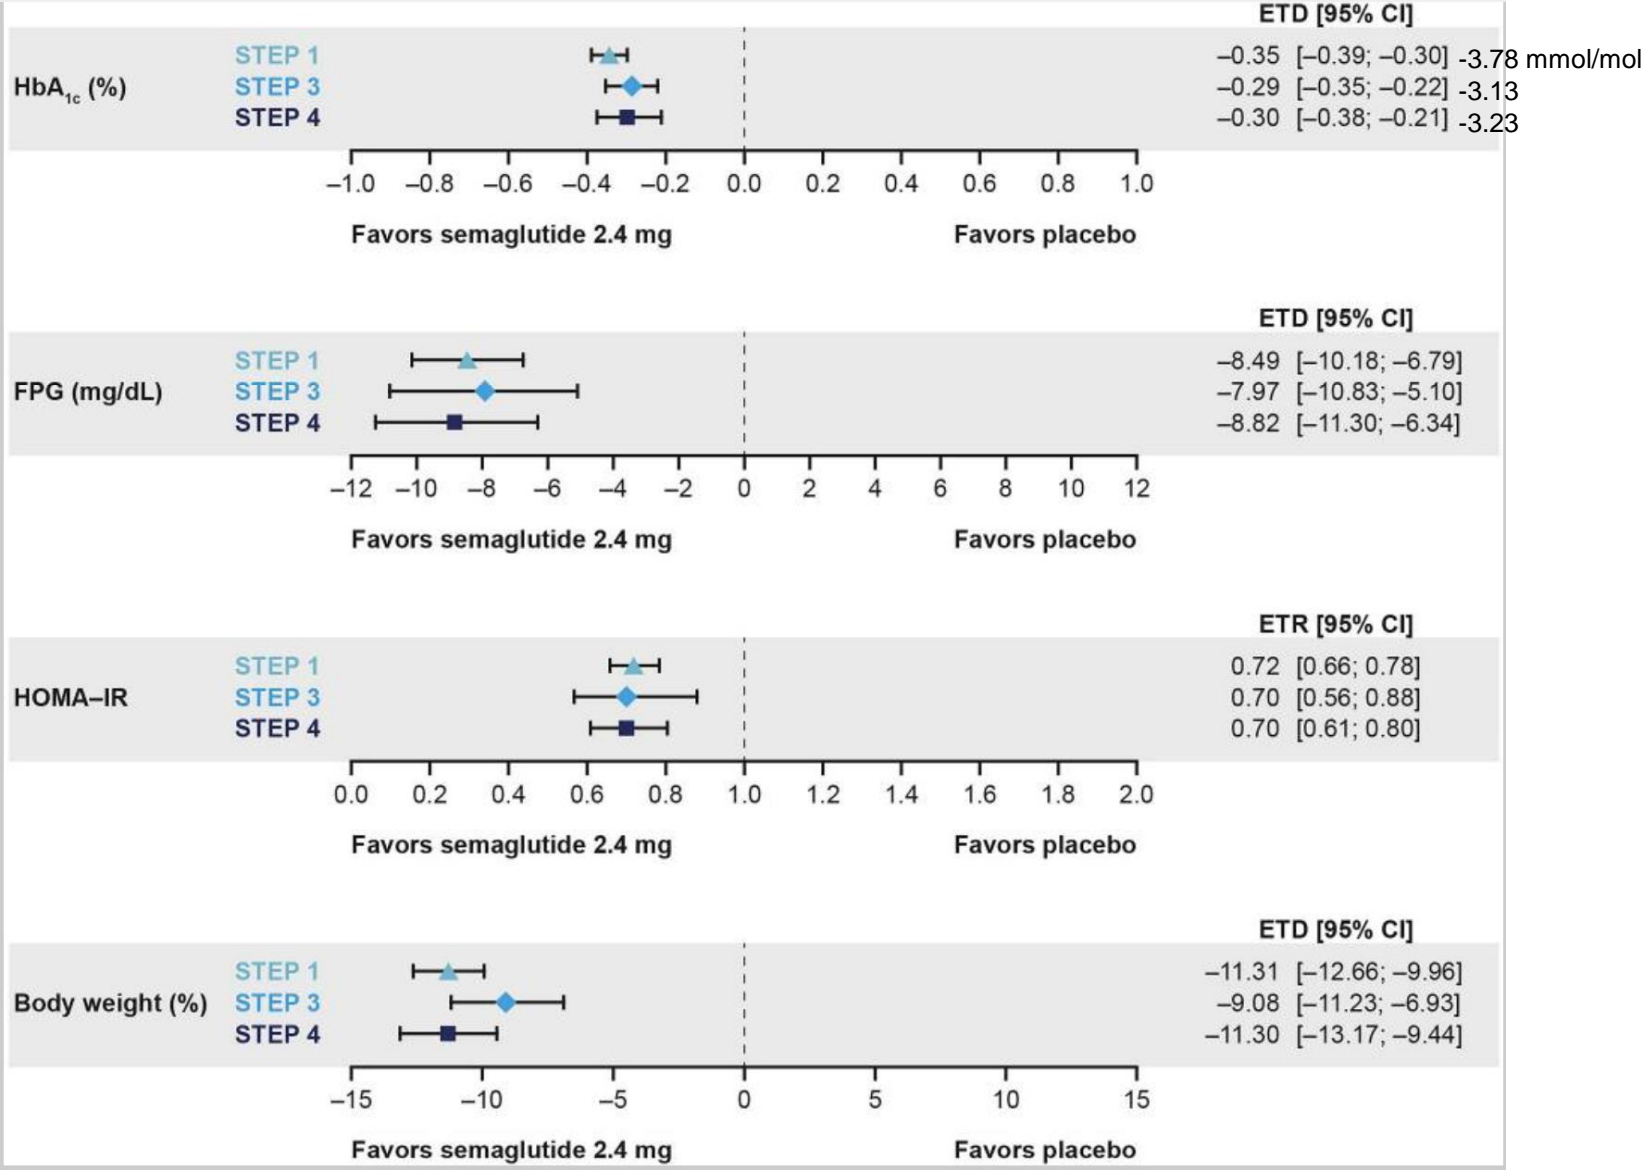 ETD [95% CI]
STEP 1 –0.35 [–0.39; –0.30] -3.78 mmol/mol
HbA1c (%) STEP 3 –0.29 [–0.35; –0.22] -3.13
STEP 4 –0.30 [–0.38; –0.21] -3.23
–1.0 –0.8 –0.6 –0.4 –0.2 0.0 0.2 0.4 0.6 0.8 1.0
Favors semaglutide 2.4 mg Favors placebo
ETD [95% CI]
STEP 1 –8.49 [–10.18; –6.79]
FPG (mg/dL) STEP 3 –7.97 [–10.83; –5.10]
STEP 4 –8.82 [–11.30; –6.34]
–12 –10 –8 –6 –4 –2 0 2 4 6 8 10 12
Favors semaglutide 2.4 mg Favors placebo
ETR [95% CI]
STEP 1 0.72 [0.66; 0.78]
HOMA–IR STEP 3 0.70 [0.56; 0.88]
STEP 4 0.70 [0.61; 0.80]
0.0 0.2 0.4 0.6 0.8 1.0 1.2 1.4 1.6 1.8 2.0
Favors semaglutide 2.4 mg Favors placebo
ETD [95% CI]
STEP 1 –11.31 [–12.66; –9.96]
Body weight (%) STEP 3 –9.08 [–11.23; –6.93]
STEP 4 –11.30 [–13.17; –9.44]
–15 –10 –5 0 5 10 15
Favors semaglutide 2.4 mg Favors placebo